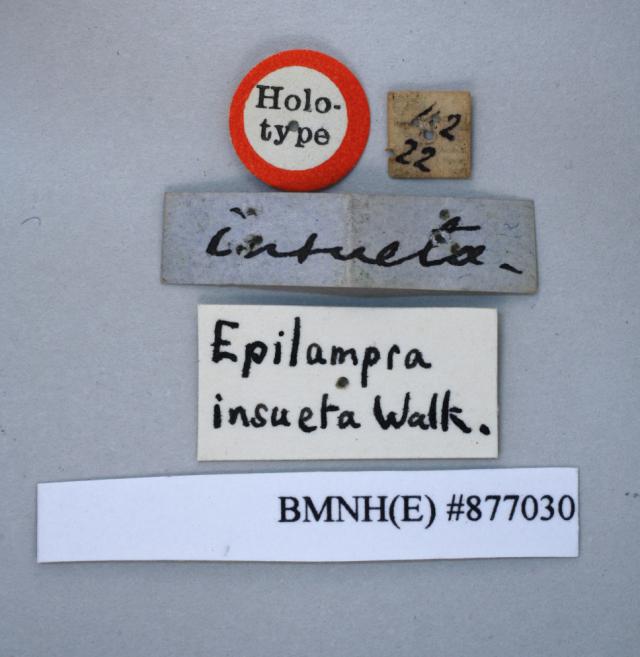 Holo-
type
42
22
insueta.
Epilampra
insueta Walk.
BMNH(E) #877030